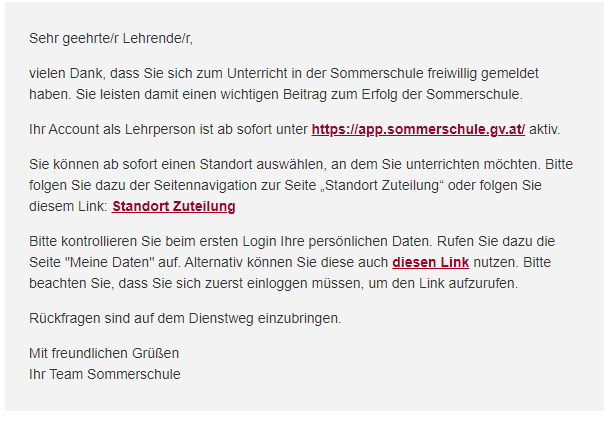 Sehr geehrte/r Lehrende/r,
vielen Dank, dass Sie sich zum Unterricht in der Sommerschule freiwillig gemeldet
haben. Sie leisten damit einen wichtigen Beitrag zum Erfolg der Sommerschule.
Ihr Account als Lehrperson ist ab sofort unter https://app.sommerschule.gv.at/ aktiv.
Sie können ab sofort einen Standort auswählen, an dem Sie unterrichten möchten. Bitte
folgen Sie dazu der Seitennavigation zur Seite „Standort Zuteilung“ oder folgen Sie
diesem Link: Standort Zuteilung
Bitte kontrollieren Sie beim ersten Login Ihre persönlichen Daten. Rufen Sie dazu die
Seite "Meine Daten" auf. Alternativ können Sie diese auch diesen Link nutzen. Bitte
beachten Sie, dass Sie sich zuerst einloggen müssen, um den Link aufzurufen.
Rückfragen sind auf dem Dienstweg einzubringen.
Mit freundlichen Grüßen
Ihr Team Sommerschule